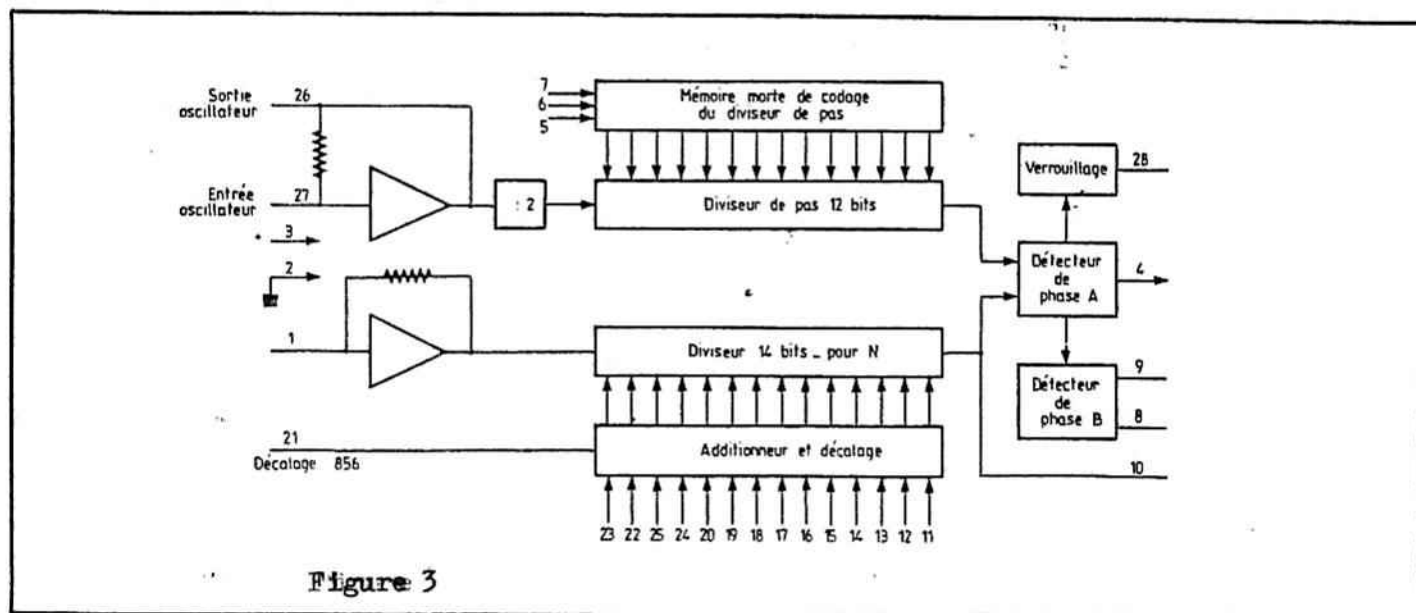 Sortie
oscillateur
26
7
6
5
Mémoire morte de codage
du diviseur de pas
Verrouillage
28
Entrée
oscillateur
27
: 2
Diviseur de pas 12 bits
3
2
Détecteur
de
phase A
4
1
Diviseur 14 bits _ pour N
Détecteur
de
phase B
9
8
21
Décalage 856
Additionneur et décalage
10
23 22 25 24 20 19 18 17 16 15 14 13 12 11
Figure 3